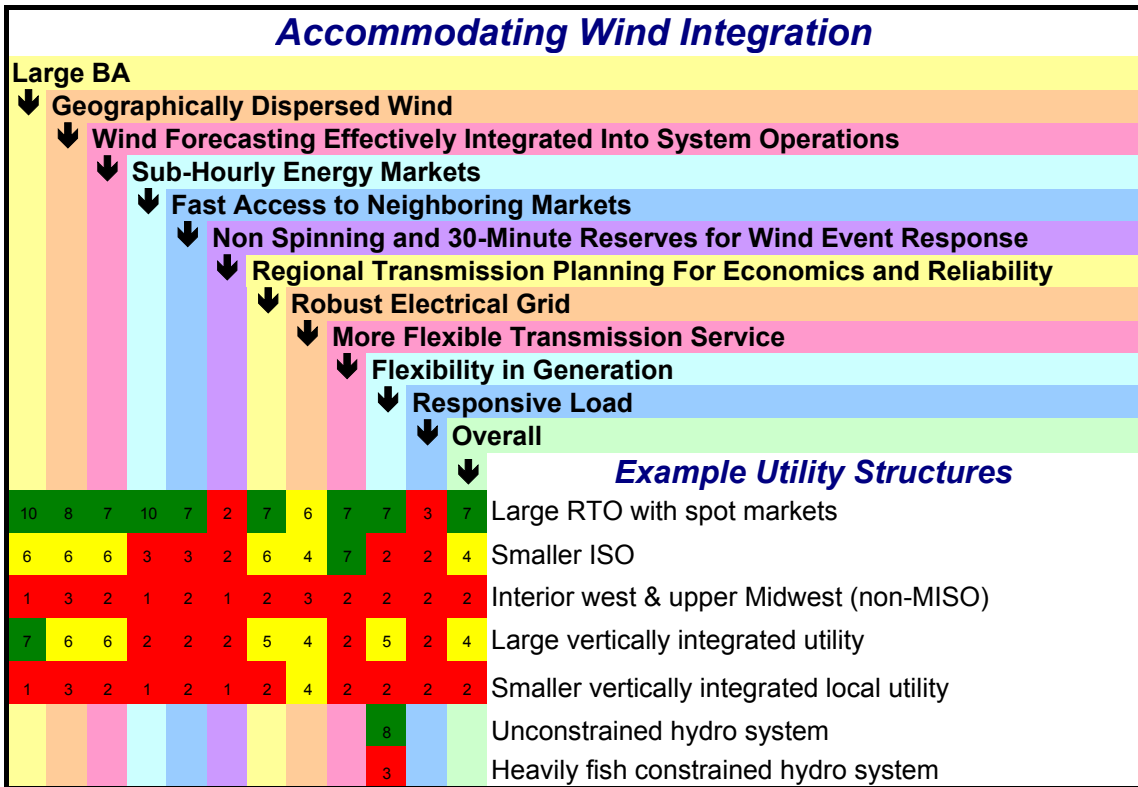 Accommodating Wind Integration
Large BA
Geographically Dispersed Wind
Wind Forecasting Effectively Integrated Into System Operations
Sub-Hourly Energy Markets
Fast Access to Neighboring Markets
Non Spinning and 30-Minute Reserves for Wind Event Response
Regional Transmission Planning For Economics and Reliability
Robust Electrical Grid
More Flexible Transmission Service
Flexibility in Generation
Responsive Load
Overall
Example Utility Structures
10 8 7 10 7 2 7 6 7 7 3 7 Large RTO with spot markets
6 6 6 3 3 2 6 4 7 2 2 4 Smaller ISO
1 3 2 1 2 1 2 3 2 2 2 2 Interior west & upper Midwest (non-MISO)
7 6 6 2 2 2 5 4 2 5 2 4 Large vertically integrated utility
1 3 2 1 2 1 2 4 2 2 2 2 Smaller vertically integrated local utility
8 Unconstrained hydro system
3 Heavily fish constrained hydro system